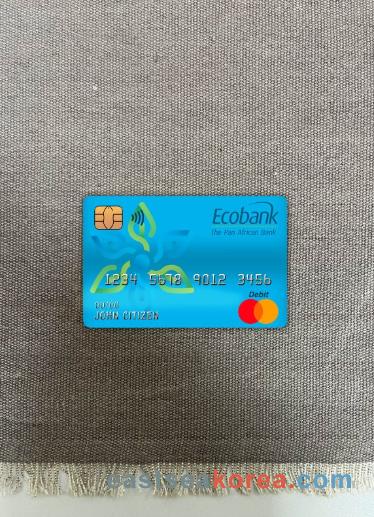 Ecobank
The Pan African Bank
1234 5678 9012 3456
Debit
JOHN CITIZEN
eastseakorea.com